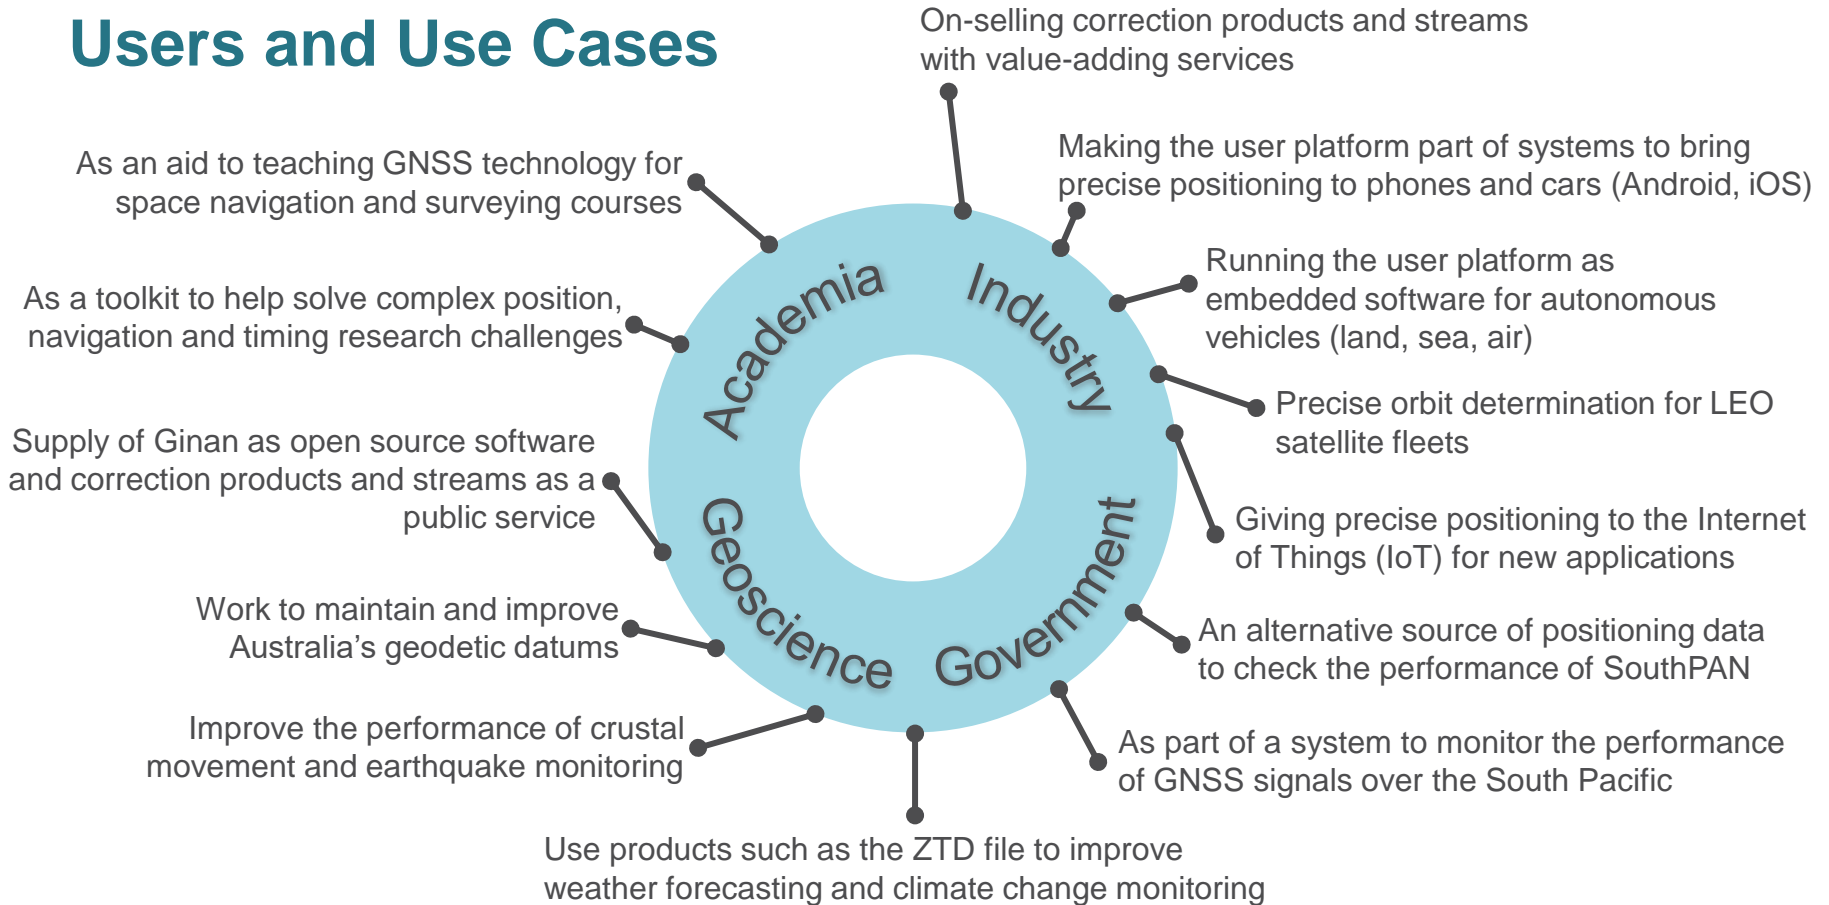 Users and Use Cases
On-selling correction products and streams
with value-adding services
Making the user platform part of systems to bring
precise positioning to phones and cars (Android, iOS)
Running the user platform as
embedded software for autonomous
vehicles (land, sea, air)
Precise orbit determination for LEO
satellite fleets
Giving precise positioning to the Internet
of Things (IoT) for new applications
An alternative source of positioning data
to check the performance of SouthPAN
As part of a system to monitor the performance
of GNSS signals over the South Pacific
Use products such as the ZTD file to improve
weather forecasting and climate change monitoring
Improve the performance of crustal
movement and earthquake monitoring
Work to maintain and improve
Australia's geodetic datums
Supply of Ginan as open source software
and correction products and streams as a
public service
As a toolkit to help solve complex position,
navigation and timing research challenges
As an aid to teaching GNSS technology for
space navigation and surveying courses
Academia
Industry
Government
Geoscience